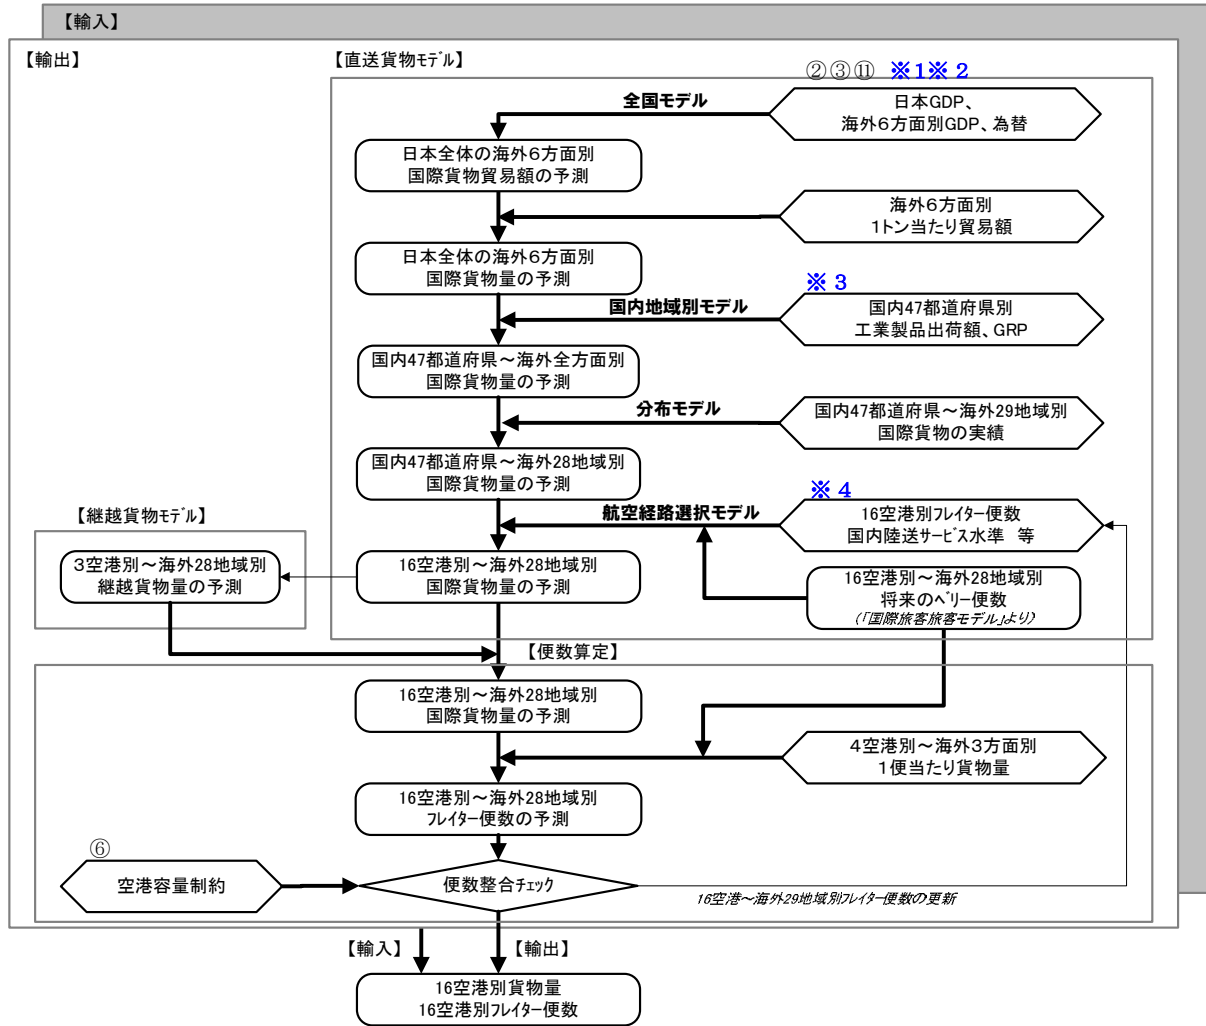 【輸入】
【輸出】
【直送貨物ﾓﾃﾞﾙ】
②③⑪ ※1※2
全国モデル
日本GDP、
海外6方面別GDP、為替
日本全体の海外6方面別
国際貨物貿易額の予測
海外6方面別
1トン当たり貿易額
日本全体の海外6方面別
国際貨物量の予測
※3
国内地域別モデル
国内47都道府県別
工業製品出荷額、GRP
国内47都道府県～海外全方面別
国際貨物量の予測
分布モデル
国内47都道府県～海外29地域別
国際貨物の実績
国内47都道府県～海外28地域別
国際貨物量の予測
※4
航空経路選択モデル
16空港別フレイター便数
国内陸送ｻｰﾋﾞｽ水準 等
【継越貨物ﾓﾃﾞﾙ】
3空港別～海外28地域別
継越貨物量の予測
16空港別～海外28地域別
国際貨物量の予測
16空港別～海外28地域別
将来のﾍﾞﾘｰ便数
(「国際旅客旅客モデル」より)
【便数算定】
16空港別～海外28地域別
国際貨物量の予測
4空港別～海外3方面別
1便当たり貨物量
16空港別～海外28地域別
ﾌﾚｲﾀｰ便数の予測
⑥
空港容量制約
便数整合ﾁｪｯｸ
16空港～海外29地域別ﾌﾚｲﾀｰ便数の更新
【輸入】
【輸出】
16空港別貨物量
16空港別ﾌﾚｲﾀｰ便数